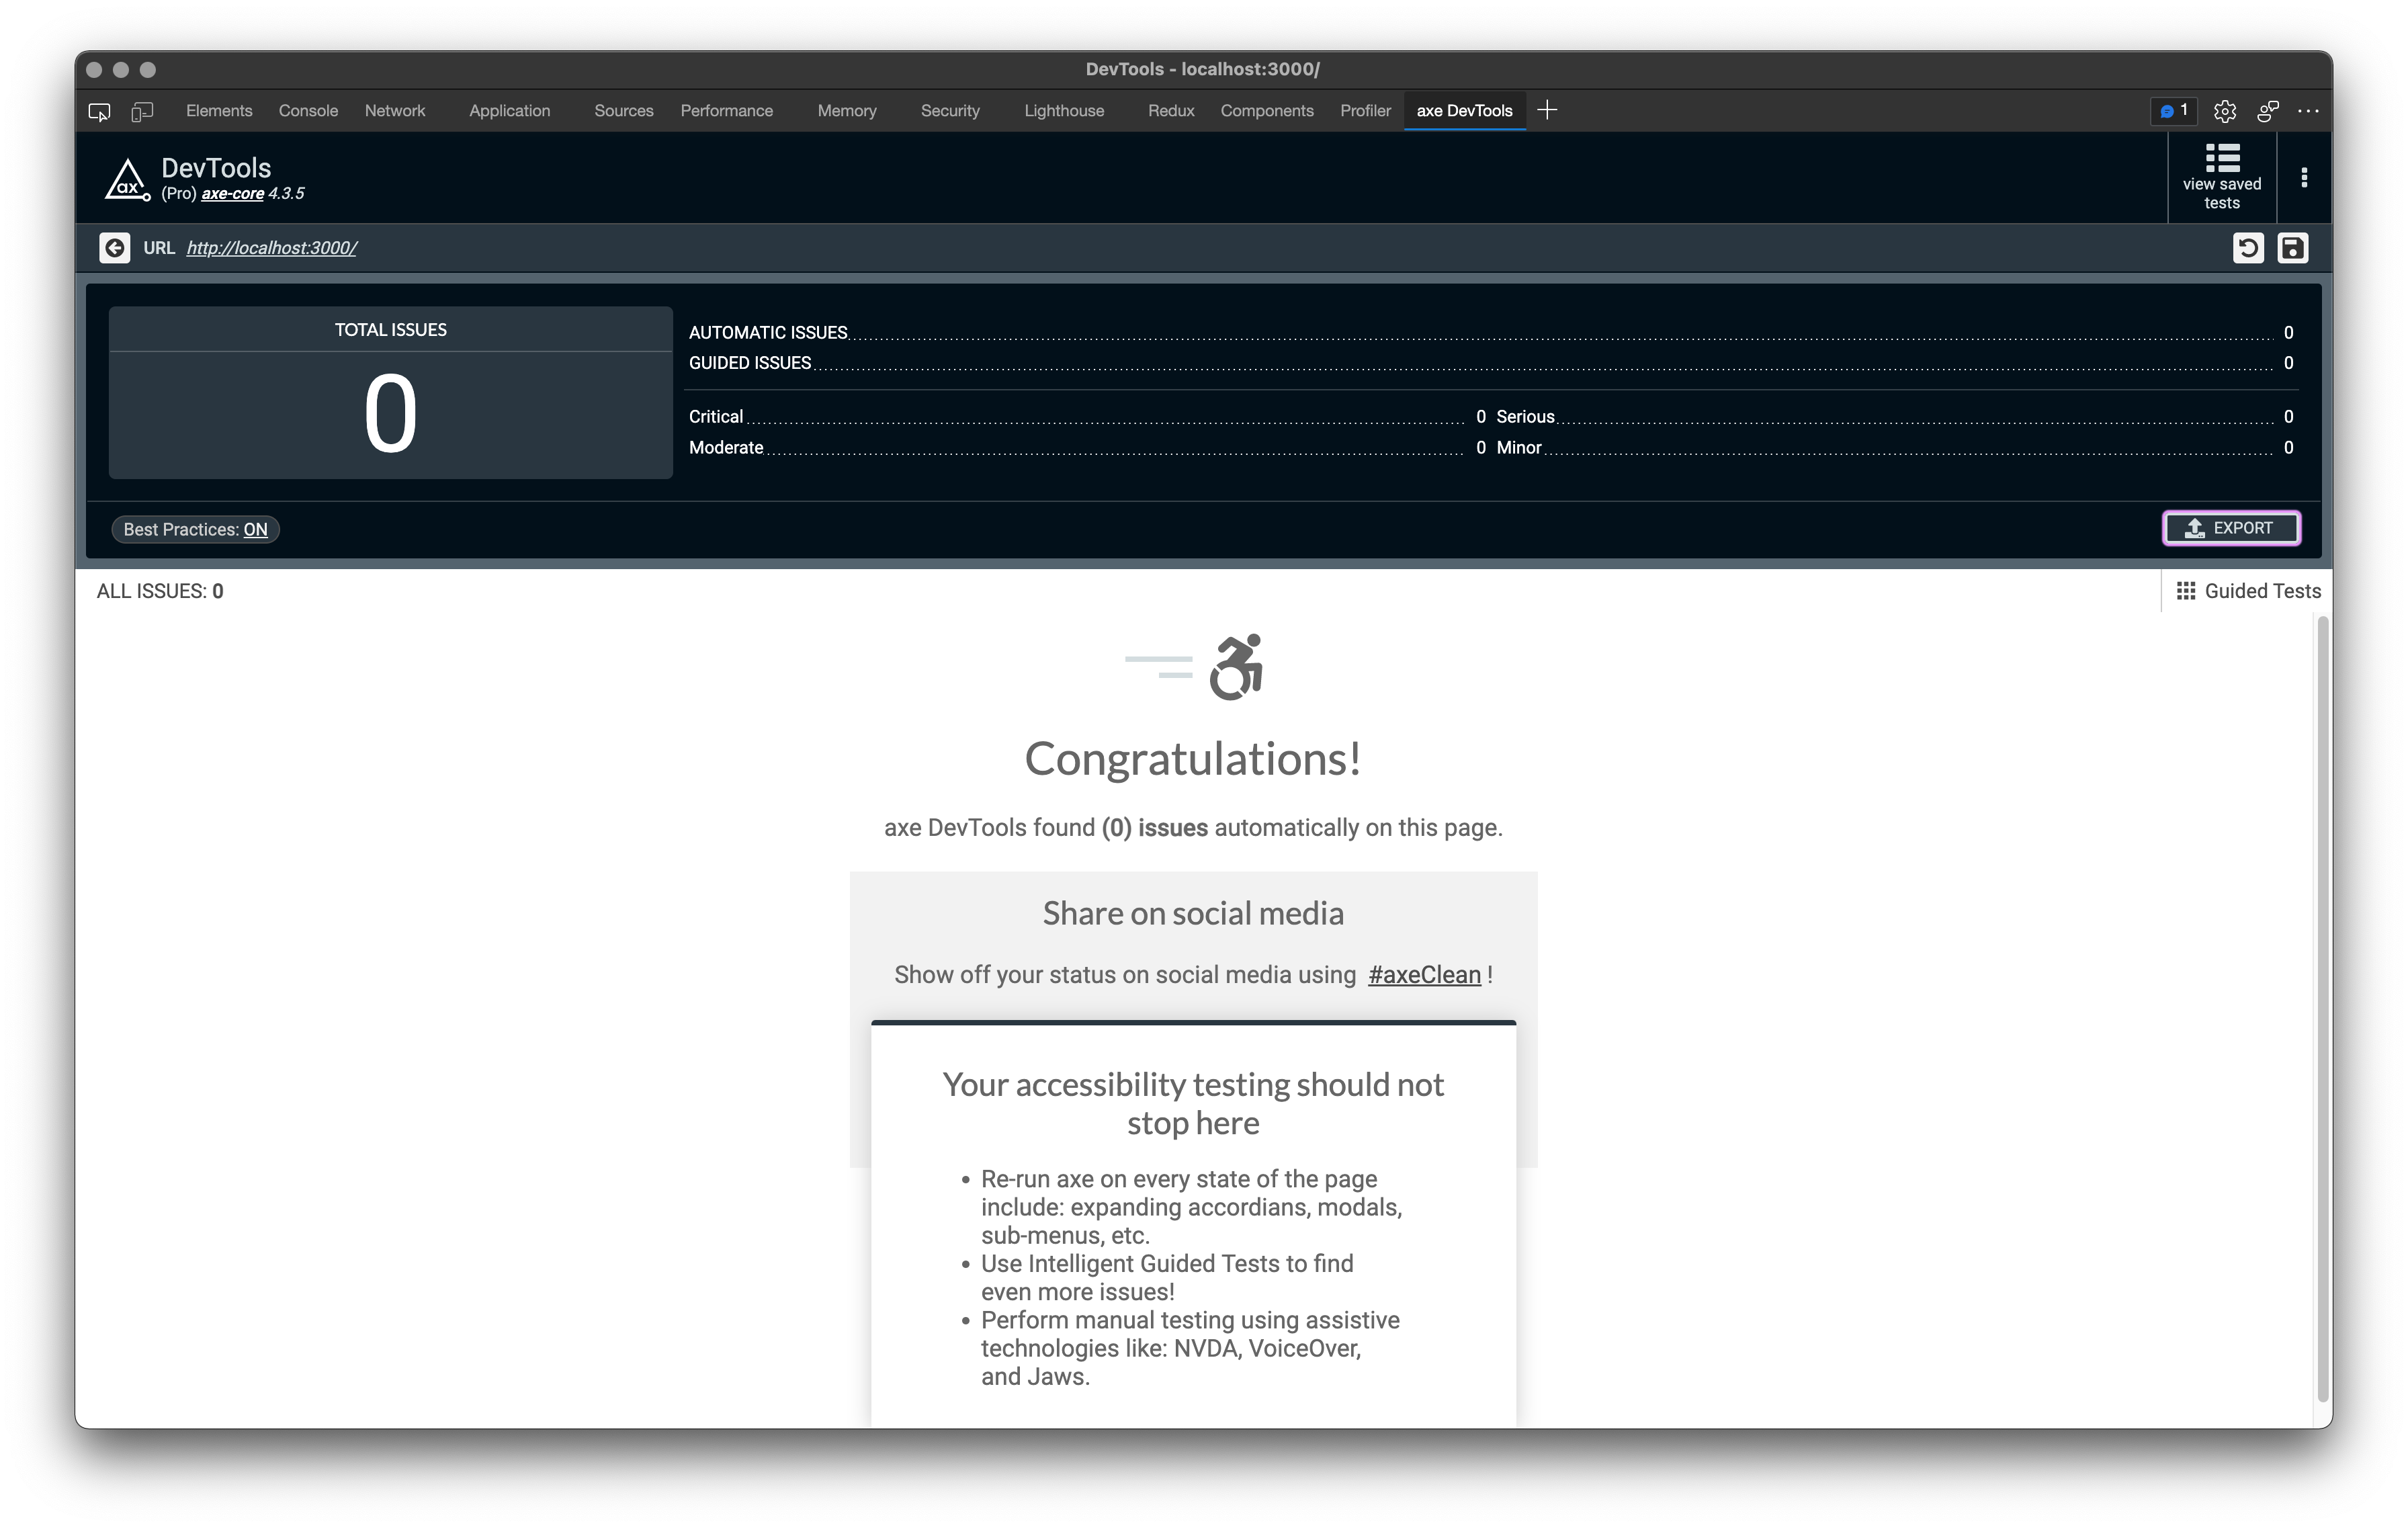 DevTools - localhost:3000/
Elements Console Network Application Sources Performance Memory Security Lighthouse Redux Components Profiler axe DevTools 1
ax DevTools
(Pro) axe-core 4.3.5
view saved
tests
URL http://localhost:3000/
TOTAL ISSUES
0
AUTOMATIC ISSUES 0
GUIDED ISSUES 0
Critical 0 Serious 0
Moderate 0 Minor 0
Best Practices: ON
EXPORT
ALL ISSUES: 0
Guided Tests
Congratulations!
axe DevTools found (0) issues automatically on this page.
Share on social media
Show off your status on social media using #axeClean !
Your accessibility testing should not
stop here
• Re-run axe on every state of the page
include: expanding accordians, modals,
sub-menus, etc.
• Use Intelligent Guided Tests to find
even more issues!
• Perform manual testing using assistive
technologies like: NVDA, VoiceOver,
and Jaws.